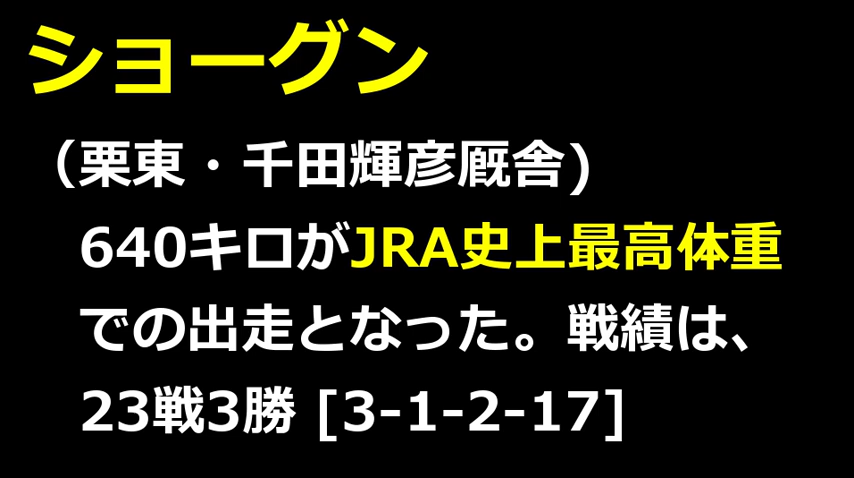 ショーグン
（栗東・千田輝彦厩舎)
640キロがJRA史上最高体重
での出走となった。戦績は、
23戦3勝 [3-1-2-17]